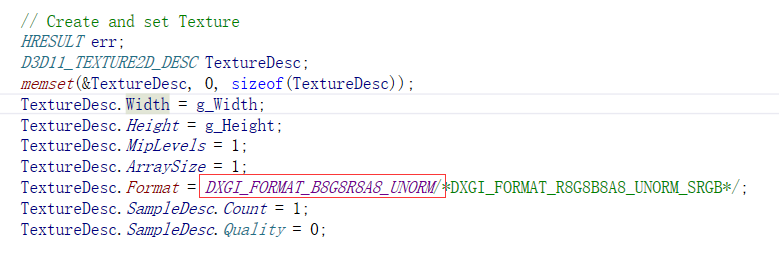 // Create and set Texture
HRESULT err;
D3D11_TEXTURE2D_DESC TextureDesc;
memset(&TextureDesc, 0, sizeof(TextureDesc));
TextureDesc.Width = g_Width;
TextureDesc.Height = g_Height;
TextureDesc.MipLevels = 1;
TextureDesc.ArraySize = 1;
TextureDesc.Format = DXGI_FORMAT_B8G8R8A8_UNORM/*DXGI_FORMAT_R8G8B8A8_UNORM_SRGB*/;
TextureDesc.SampleDesc.Count = 1;
TextureDesc.SampleDesc.Quality = 0;